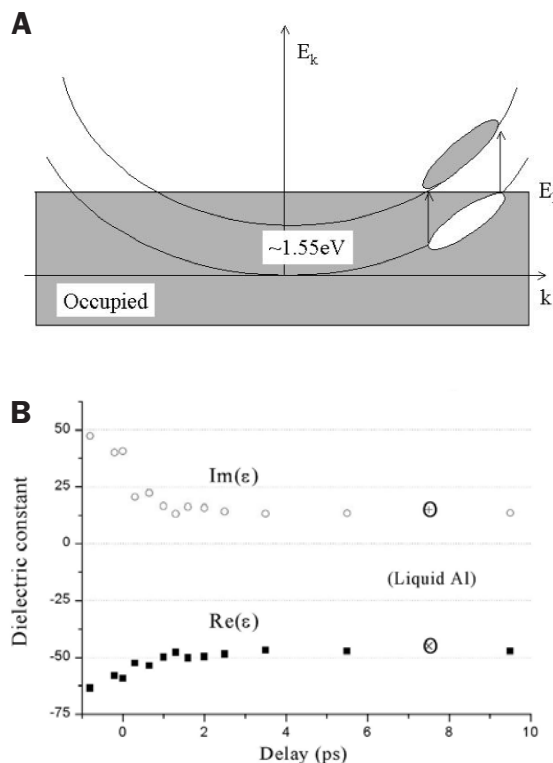 A
E_k
~1.55eV
k
Occupied
B
50
25
0
-25
-50
-75
Dielectric constant
Im(ε)
(Liquid Al)
Re(ε)
0 2 4 6 8 10
Delay (ps)